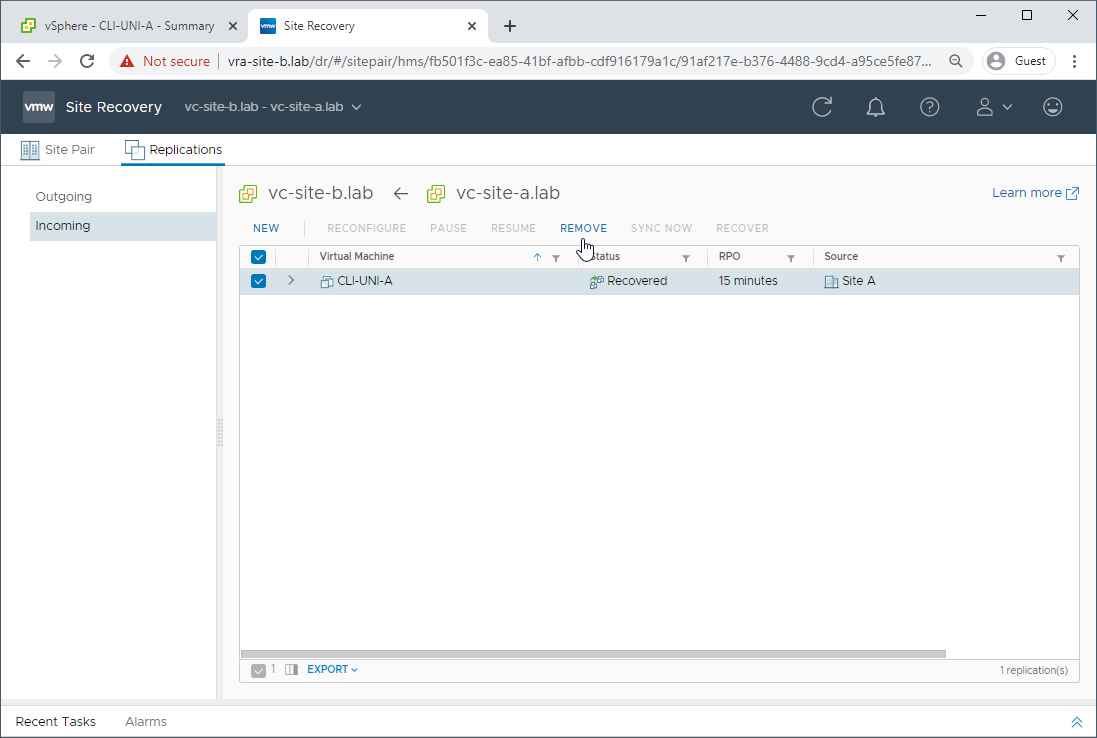 vSphere - CLI-UNI-A - Summary
vmw Site Recovery
Not secure vra-site-b.lab/dr/#/sitepair/hms/fb501f3c-ea85-41bf-afbb-cdf916179a1c/91af217e-b376-4488-9cd4-a95ce5fe87... Guest
vmw Site Recovery vc-site-b.lab - vc-site-a.lab
Site Pair Replications
Outgoing
Incoming
vc-site-b.lab vc-site-a.lab Learn more
NEW RECONFIGURE PAUSE RESUME REMOVE SYNC NOW RECOVER
Virtual Machine Status RPO Source
CLI-UNI-A Recovered 15 minutes Site A
1 EXPORT 1 replication(s)
Recent Tasks Alarms